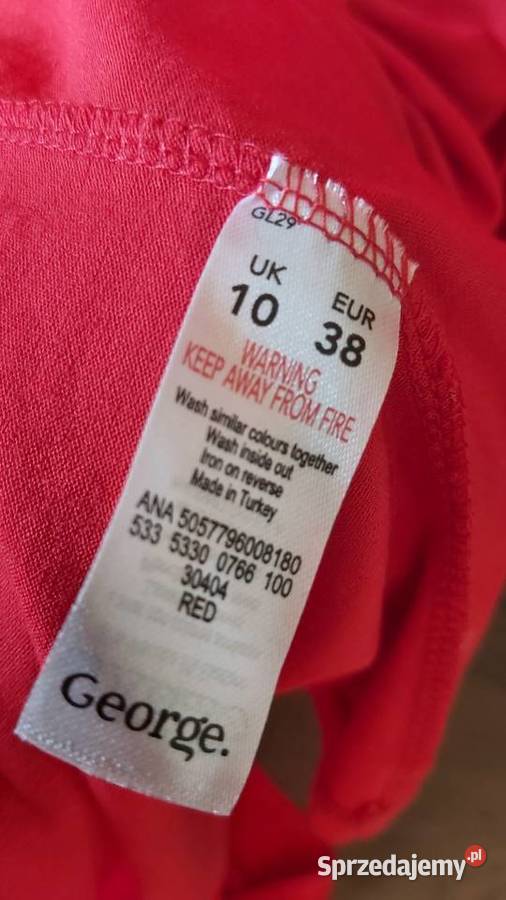 GL29
UK EUR
10 38
WARNING
KEEP AWAY FROM FIRE
Wash similar colours together
Wash inside out
Iron on reverse
Made in Turkey
ANA 5057796008180
533 5330 0766 100
30404
RED
George.
Sprzedajemy.pl